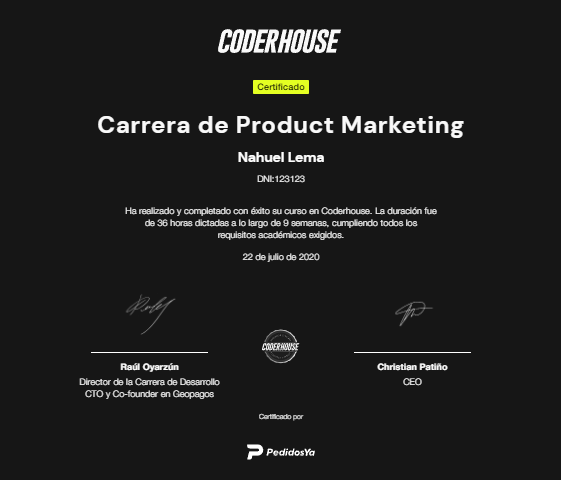 CODERHOUSE
Certificado
Carrera de Product Marketing
Nahuel Lema
DNI:123123
Ha realizado y completado con éxito su curso en Coderhouse. La duración fue
de 36 horas dictadas a lo largo de 9 semanas, cumpliendo todos los
requisitos académicos exigidos.
22 de julio de 2020
CODERHOUSE
Raúl Oyarzún
Director de la Carrera de Desarrollo
CTO y Co-founder en Geopagos
Christian Patiño
CEO
Certificado por
PedidosYa